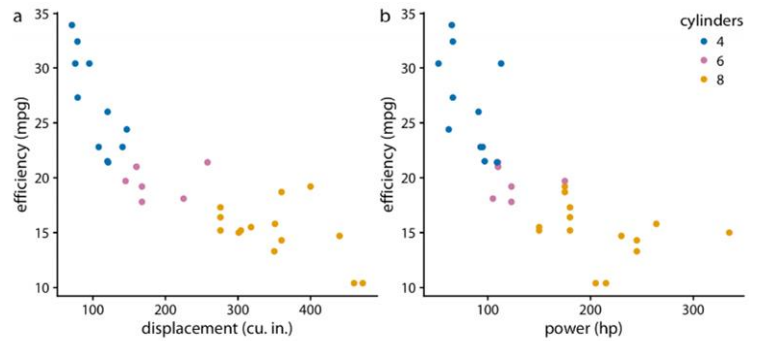 a
35
30
25
20
15
10
efficiency (mpg)
100 200 300 400
displacement (cu. in.)
b
35
30
25
20
15
10
efficiency (mpg)
100 200 300
power (hp)
cylinders
4
6
8